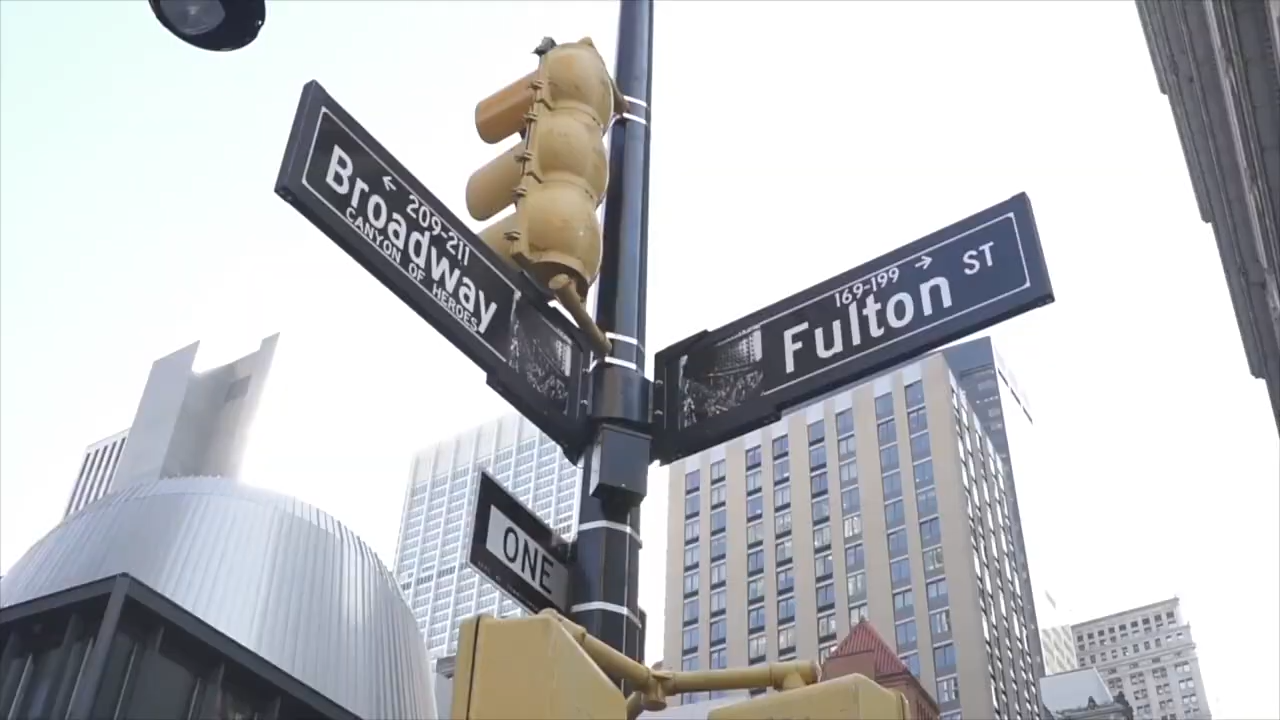 ← 209-211
Broadway
CANYON OF HEROES
169-199 →
Fulton ST
ONE